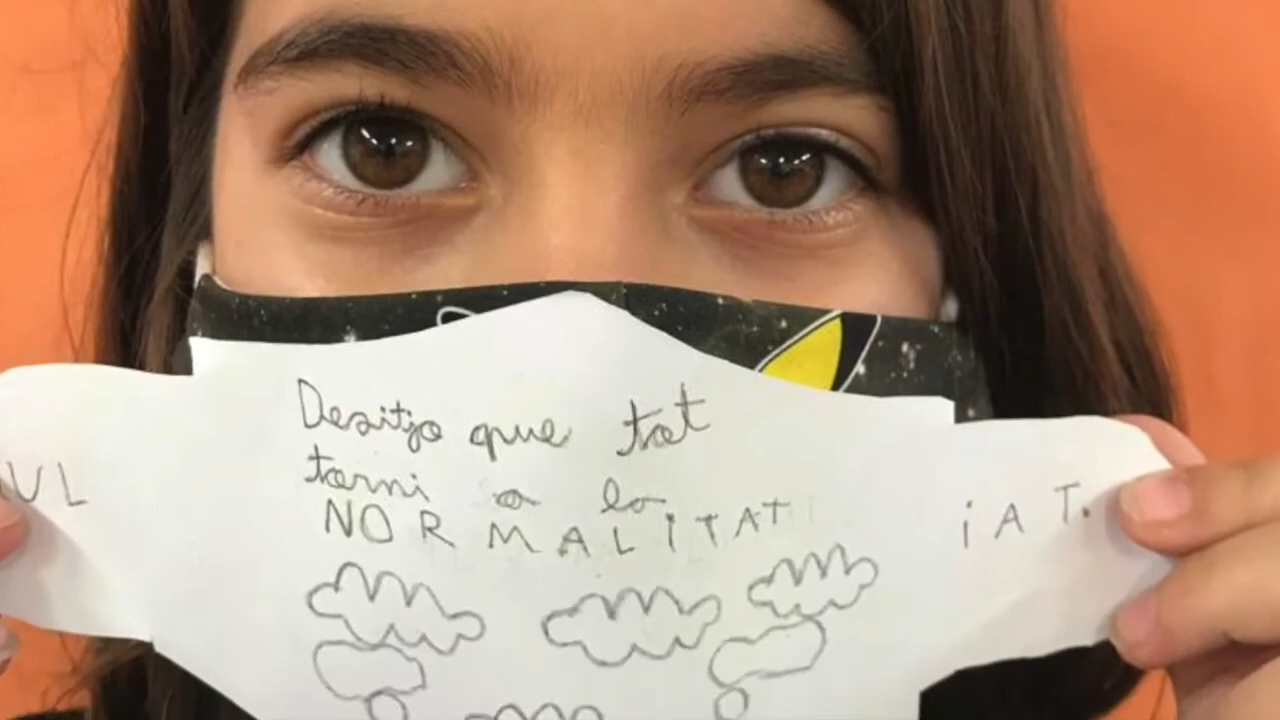 Desitjo que tot
torni a la
NORMALITAT
UL
iAT.